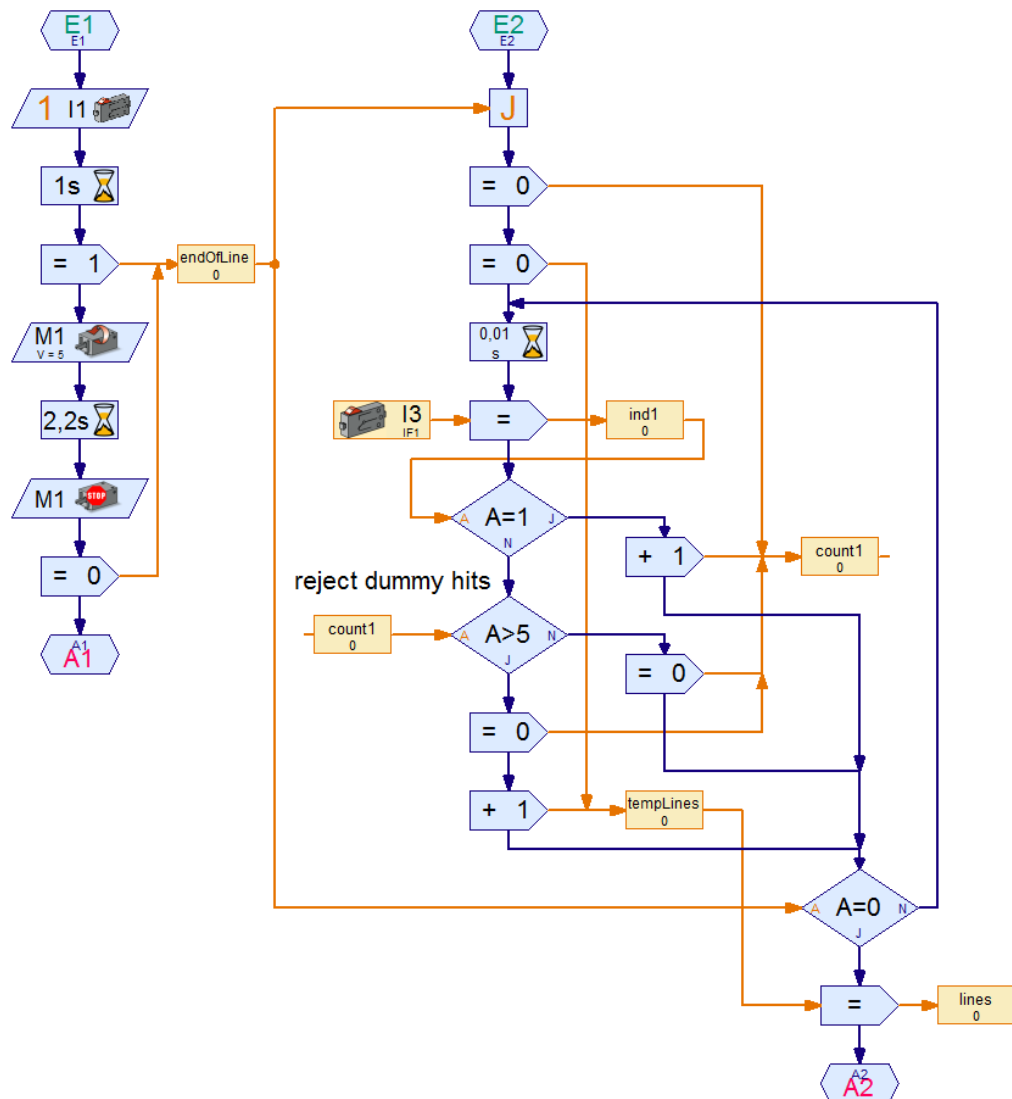 E1
E1
E2
E2
1 I1
J
1s
= 0
= 1
endOfLine
0
= 0
M1
V = 5
0,01
s
2,2s
I3
IF1
=
ind1
0
M1
STOP
A
A=1
J
N
= 0
+ 1
count1
0
reject dummy hits
A1
A1
count1
0
A
A>5
N
J
= 0
= 0
+ 1
tempLines
0
A
A=0
N
J
=
lines
0
A2
A2